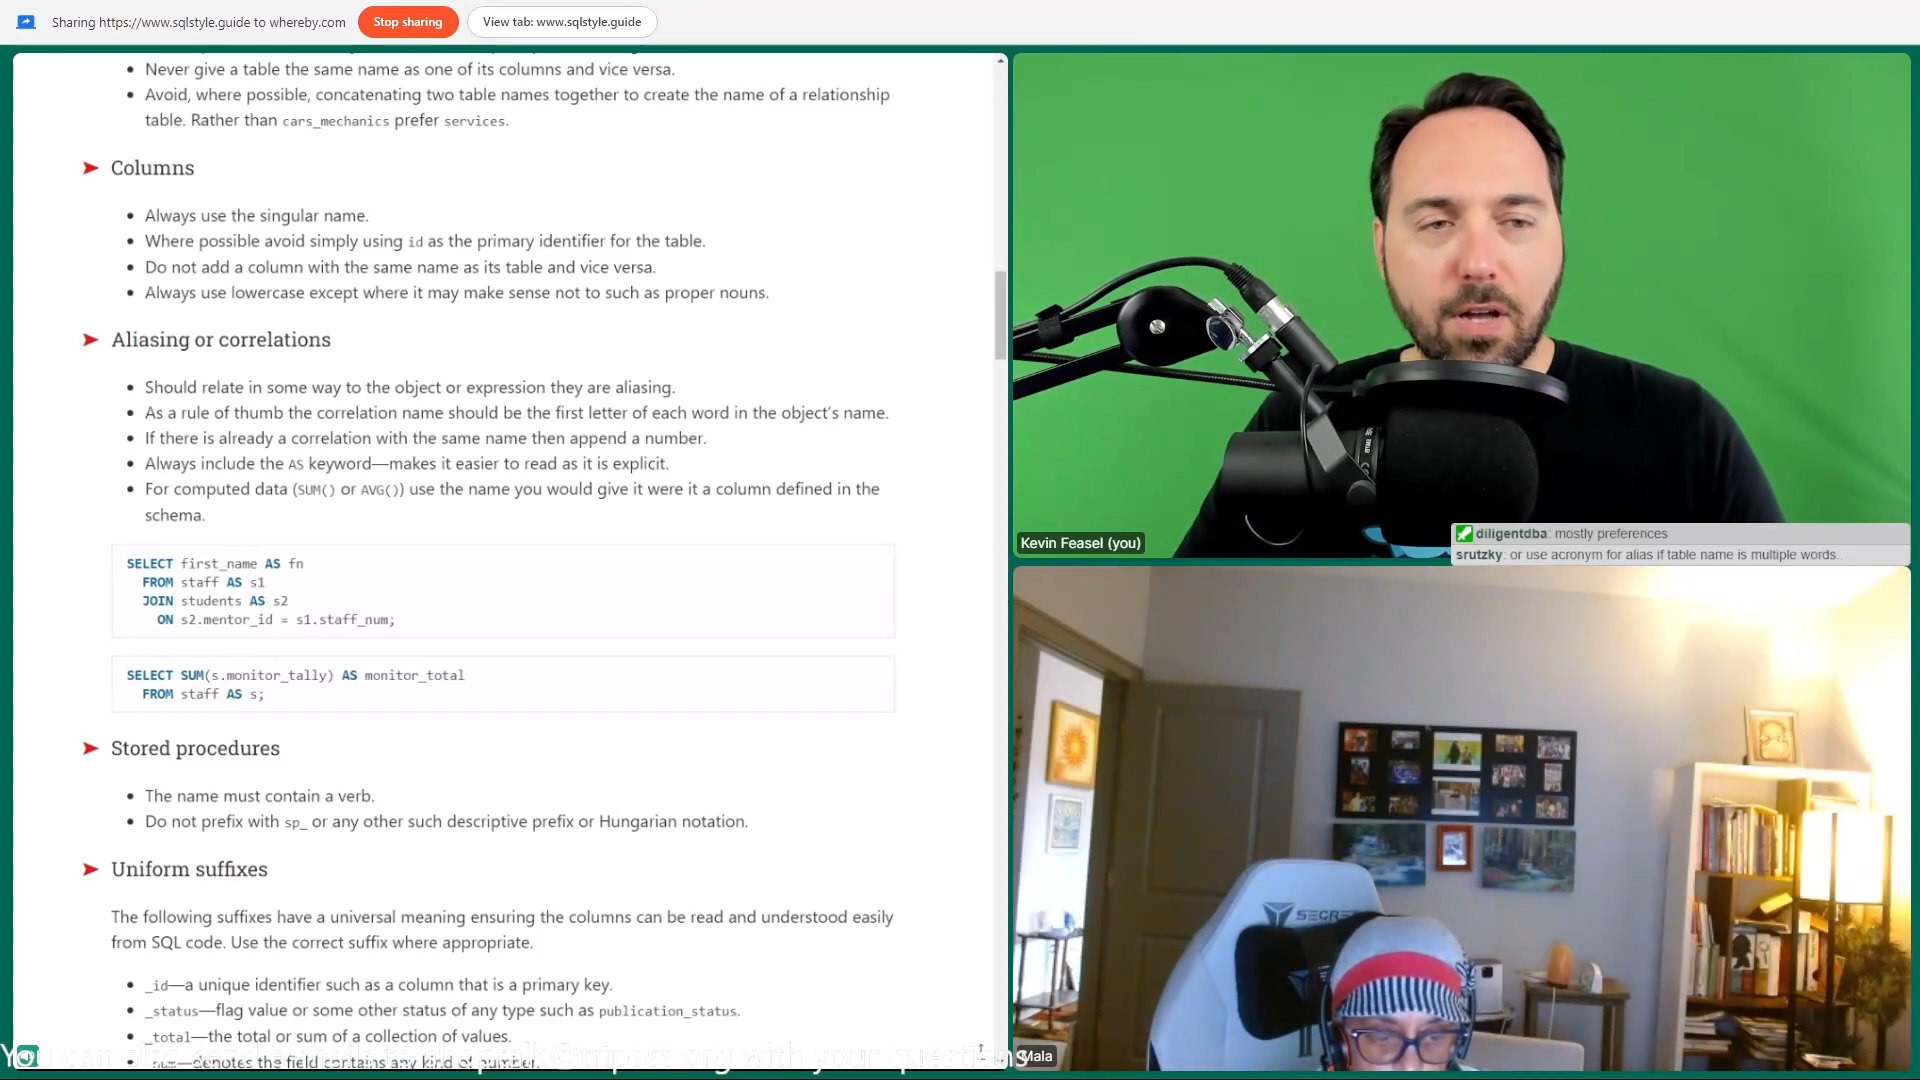 Sharing https://www.sqlstyle.guide to whereby.com
Stop sharing
View tab: www.sqlstyle.guide
Never give a table the same name as one of its columns and vice versa.
Avoid, where possible, concatenating two table names together to create the name of a relationship
table. Rather than cars_mechanics prefer services.
Columns
Always use the singular name.
Where possible avoid simply using id as the primary identifier for the table.
Do not add a column with the same name as its table and vice versa.
Always use lowercase except where it may make sense not to such as proper nouns.
Aliasing or correlations
Should relate in some way to the object or expression they are aliasing.
As a rule of thumb the correlation name should be the first letter of each word in the object’s name.
If there is already a correlation with the same name then append a number.
Always include the AS keyword—makes it easier to read as it is explicit.
For computed data (SUM() or AVG()) use the name you would give it were it a column defined in the
schema.
SELECT first_name AS fn
FROM staff AS s1
JOIN students AS s2
ON s2.mentor_id = s1.staff_num;
SELECT SUM(s.monitor_tally) AS monitor_total
FROM staff AS s;
Stored procedures
The name must contain a verb.
Do not prefix with sp_ or any other such descriptive prefix or Hungarian notation.
Uniform suffixes
The following suffixes have a universal meaning ensuring the columns can be read and understood easily
from SQL code. Use the correct suffix where appropriate.
_id—a unique identifier such as a column that is a primary key.
_status—flag value or some other status of any type such as publication_status.
_total—the total or sum of a collection of values.
_num—denotes the field contains any kind of number.
with your questions
Kevin Feasel (you)
diligentdba: mostly preferences
srutzky: or use acronym for alias if table name is multiple words..
Mala